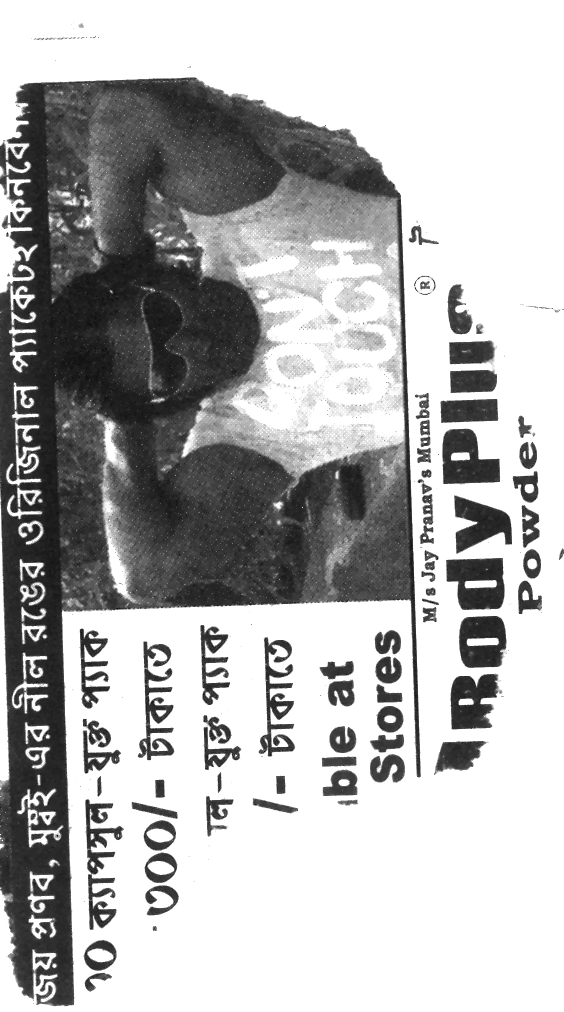 জয় প্রণব, মুম্বই-এর নীল রঙের ওরিজিনাল প্যাকেটই কিনবেন
১০ ক্যাপসুল-যুক্ত প্যাক
৩০০/- টাকাতে
ল-যুক্ত প্যাক
/- টাকাতে
ble at
Stores
DON'T
TOUCH
M/s Jay Pranav's Mumbai ®
BodyPlus
Powder